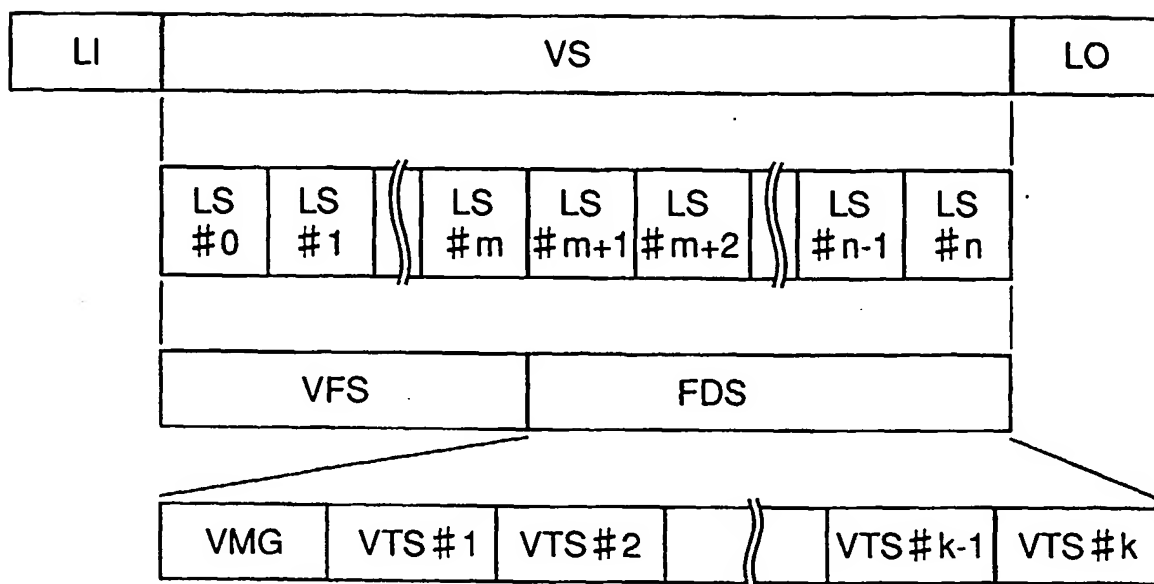 LI VS LO
LS #0 LS #1 LS #m LS #m+1 LS #m+2 LS #n-1 LS #n
VFS FDS
VMG VTS#1 VTS#2 VTS#k-1 VTS#k